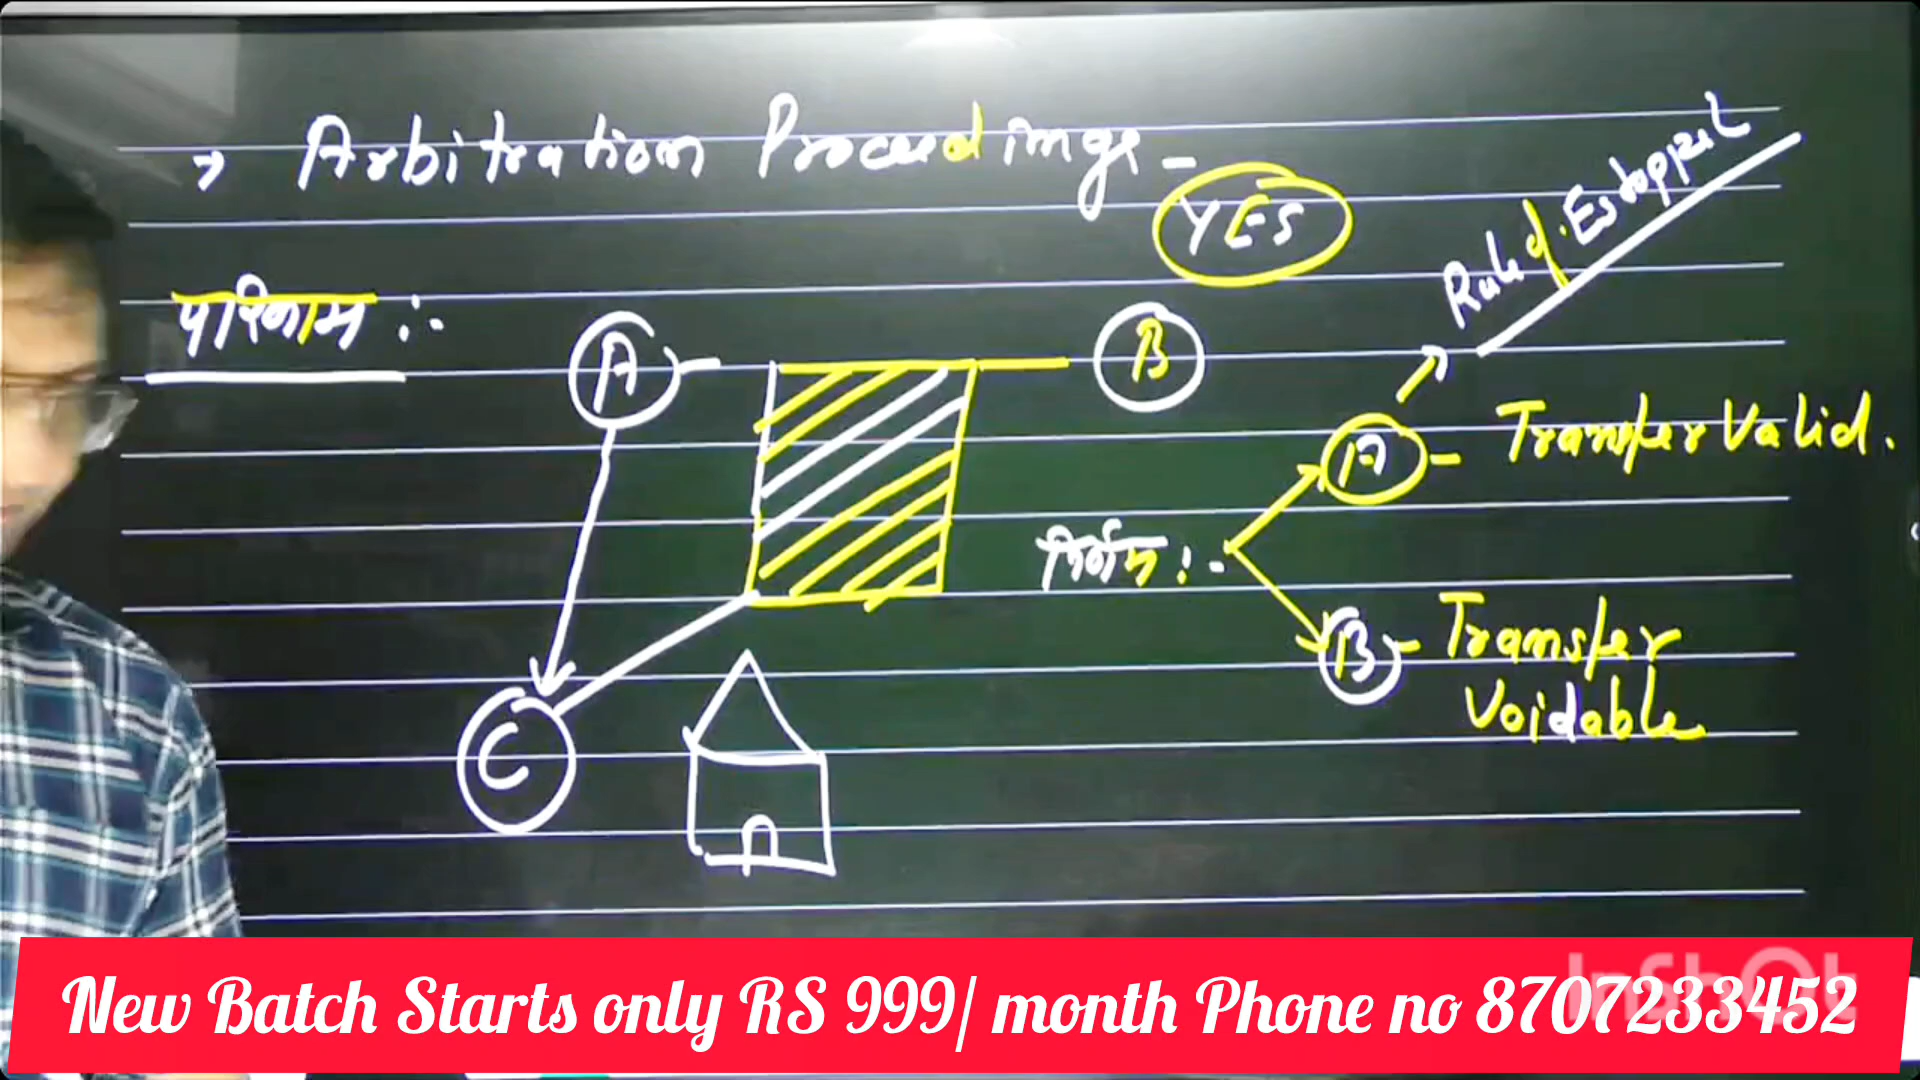 → Arbitration Proceedings -
YES
Rule of Estoppel
परिणाम :-
A
B
A - Transfer Valid.
निर्णय :-
B - Transfer
Voidable
C
New Batch Starts only RS 999/ month Phone no 8707233452
InShOt